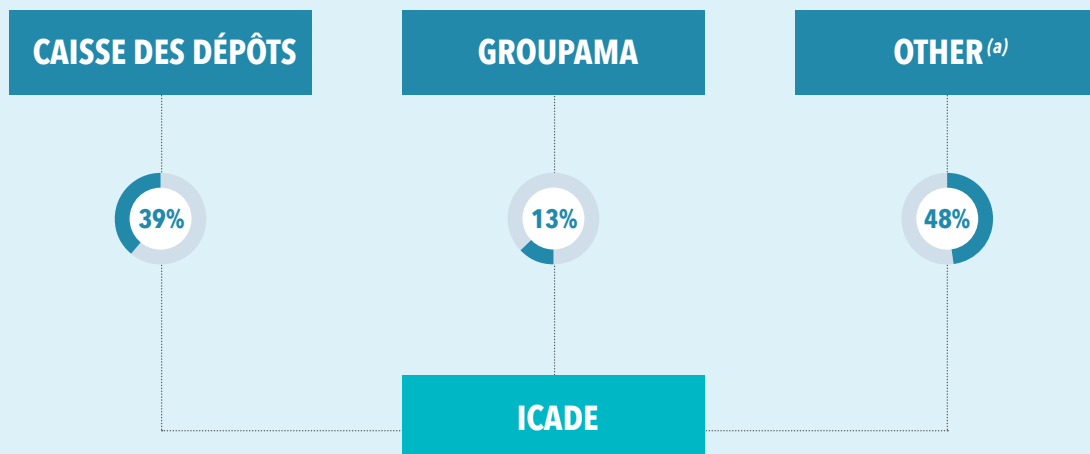 CAISSE DES DÉPÔTS
GROUPAMA
OTHER (a)
39%
13%
48%
ICADE